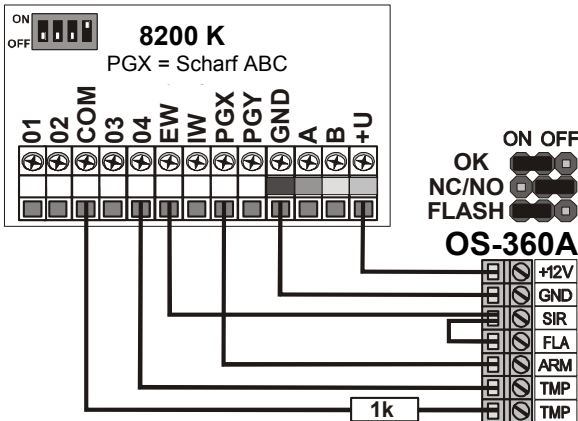 ON
OFF
8200 K
PGX = Scharf ABC
01 02 COM 03 04 EW IW PGX PGY GND A B +U
ON OFF
OK
NC/NO
FLASH
OS-360A
+12V
GND
SIR
FLA
ARM
TMP
1k TMP